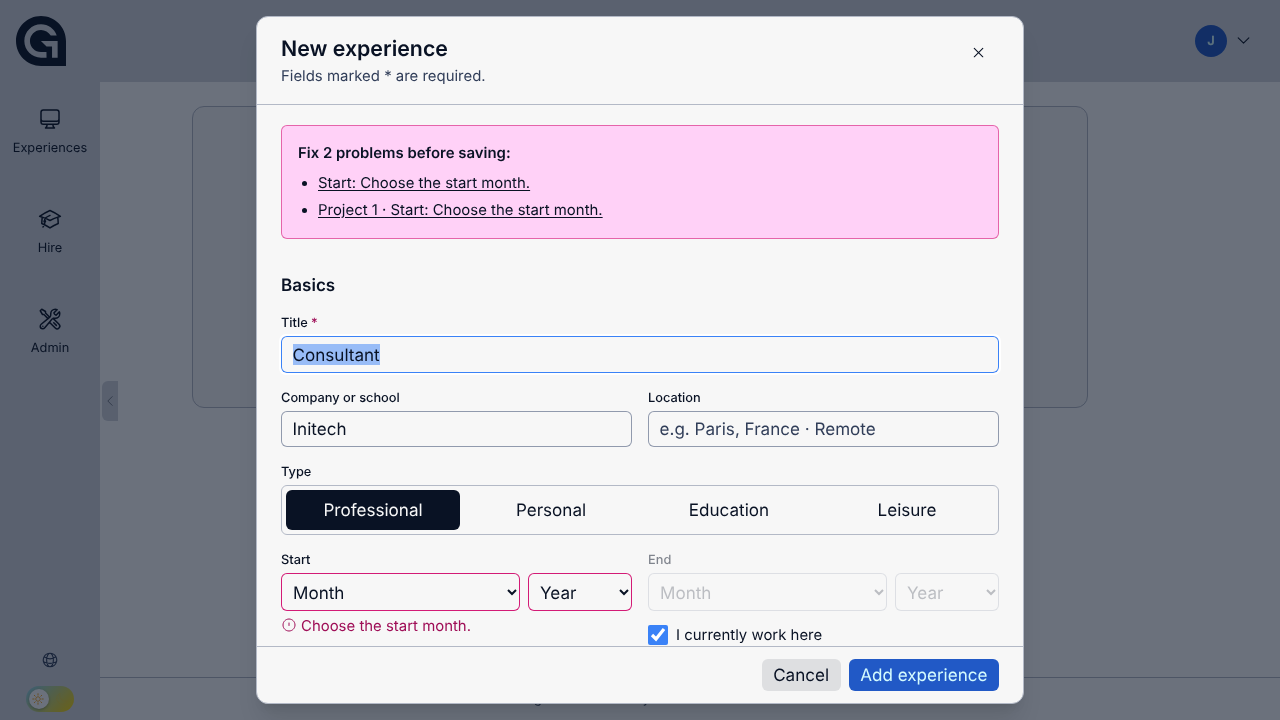 New experience
Fields marked * are required.
J
Experiences
Hire
Admin
Fix 2 problems before saving:
Start: Choose the start month.
Project 1 · Start: Choose the start month.
Basics
Title *
Consultant
Company or school
Location
Initech
e.g. Paris, France · Remote
Type
Professional
Personal
Education
Leisure
Start
End
Month
Year
Month
Year
Choose the start month.
I currently work here
Cancel
Add experience